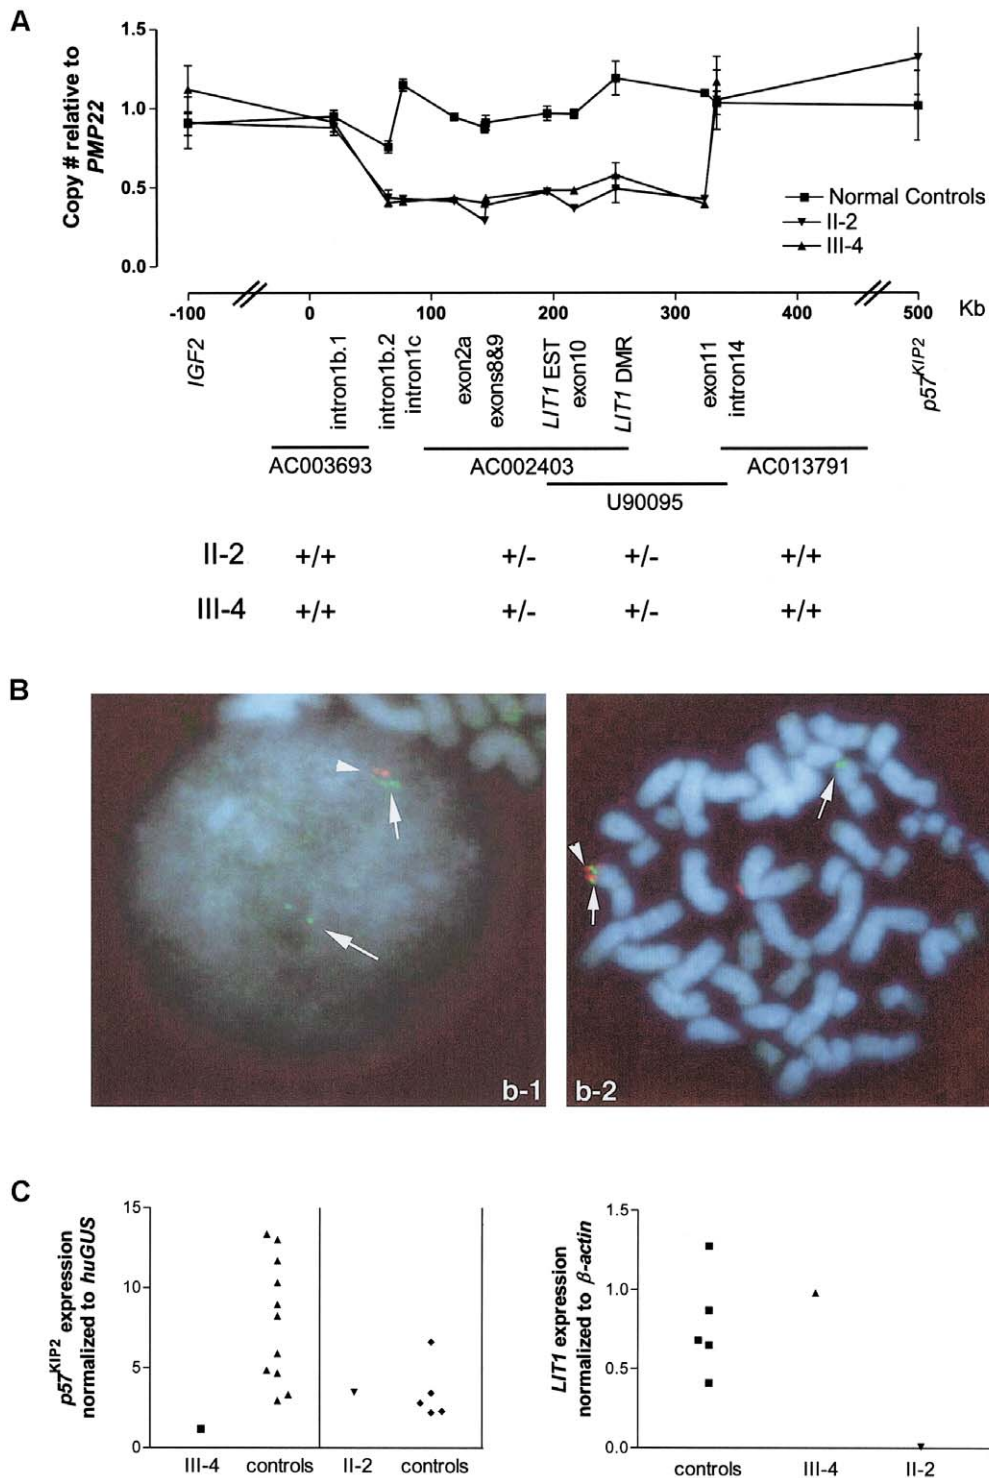 A
Copy # relative to
PMP22
1.5
1.0
0.5
0.0
Normal Controls
II-2
III-4
-100 0 100 200 300 400 500 Kb
IGF2
intron1b.1
intron1b.2
intron1c
exon2a
exons8&9
LIT1 EST
exon10
LIT1 DMR
exon11
intron14
p57KIP2
AC003693
AC002403
AC013791
U90095
II-2 +/+ +/- +/- +/+
III-4 +/+ +/- +/- +/+
B
b-1
b-2
C
p57KIP2 expression
normalized to huGUS
15
10
5
0
III-4 controls II-2 controls
LIT1 expression
normalized to β-actin
1.5
1.0
0.5
0.0
controls III-4 II-2